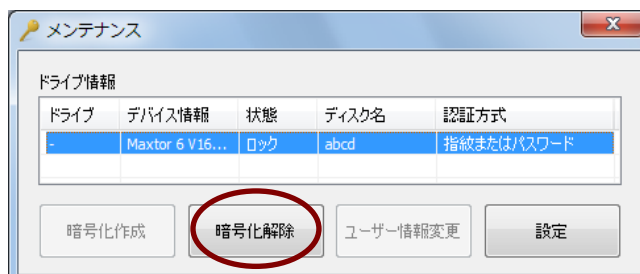 メンテナンス
ドライブ情報
ドライブ デバイス情報 状態 ディスク名 認証方式
- Maxtor 6 V16... ロック abcd 指紋またはパスワード
暗号化作成 暗号化解除 ユーザー情報変更 設定